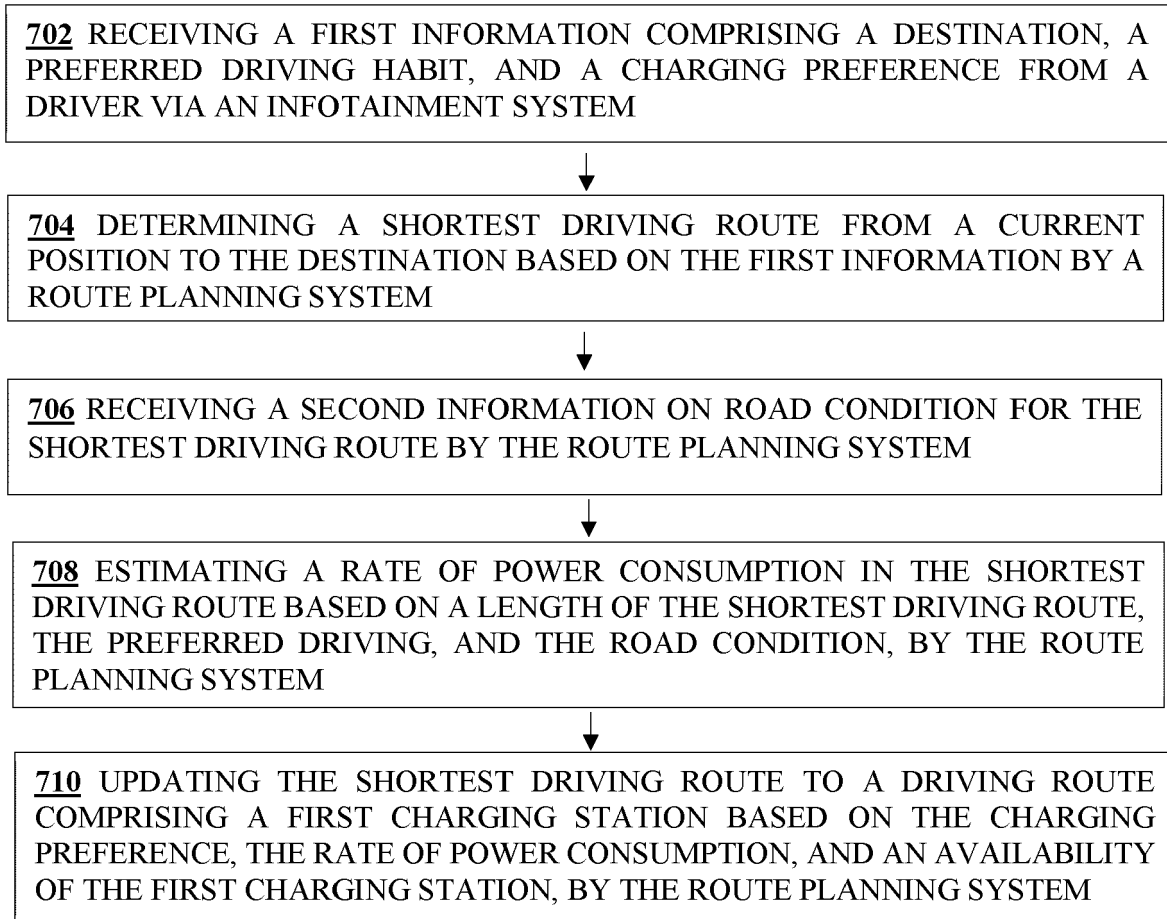 702 RECEIVING A FIRST INFORMATION COMPRISING A DESTINATION, A
PREFERRED DRIVING HABIT, AND A CHARGING PREFERENCE FROM A
DRIVER VIA AN INFOTAINMENT SYSTEM
704 DETERMINING A SHORTEST DRIVING ROUTE FROM A CURRENT
POSITION TO THE DESTINATION BASED ON THE FIRST INFORMATION BY A
ROUTE PLANNING SYSTEM
706 RECEIVING A SECOND INFORMATION ON ROAD CONDITION FOR THE
SHORTEST DRIVING ROUTE BY THE ROUTE PLANNING SYSTEM
708 ESTIMATING A RATE OF POWER CONSUMPTION IN THE SHORTEST
DRIVING ROUTE BASED ON A LENGTH OF THE SHORTEST DRIVING ROUTE,
THE PREFERRED DRIVING, AND THE ROAD CONDITION, BY THE ROUTE
PLANNING SYSTEM
710 UPDATING THE SHORTEST DRIVING ROUTE TO A DRIVING ROUTE
COMPRISING A FIRST CHARGING STATION BASED ON THE CHARGING
PREFERENCE, THE RATE OF POWER CONSUMPTION, AND AN AVAILABILITY
OF THE FIRST CHARGING STATION, BY THE ROUTE PLANNING SYSTEM